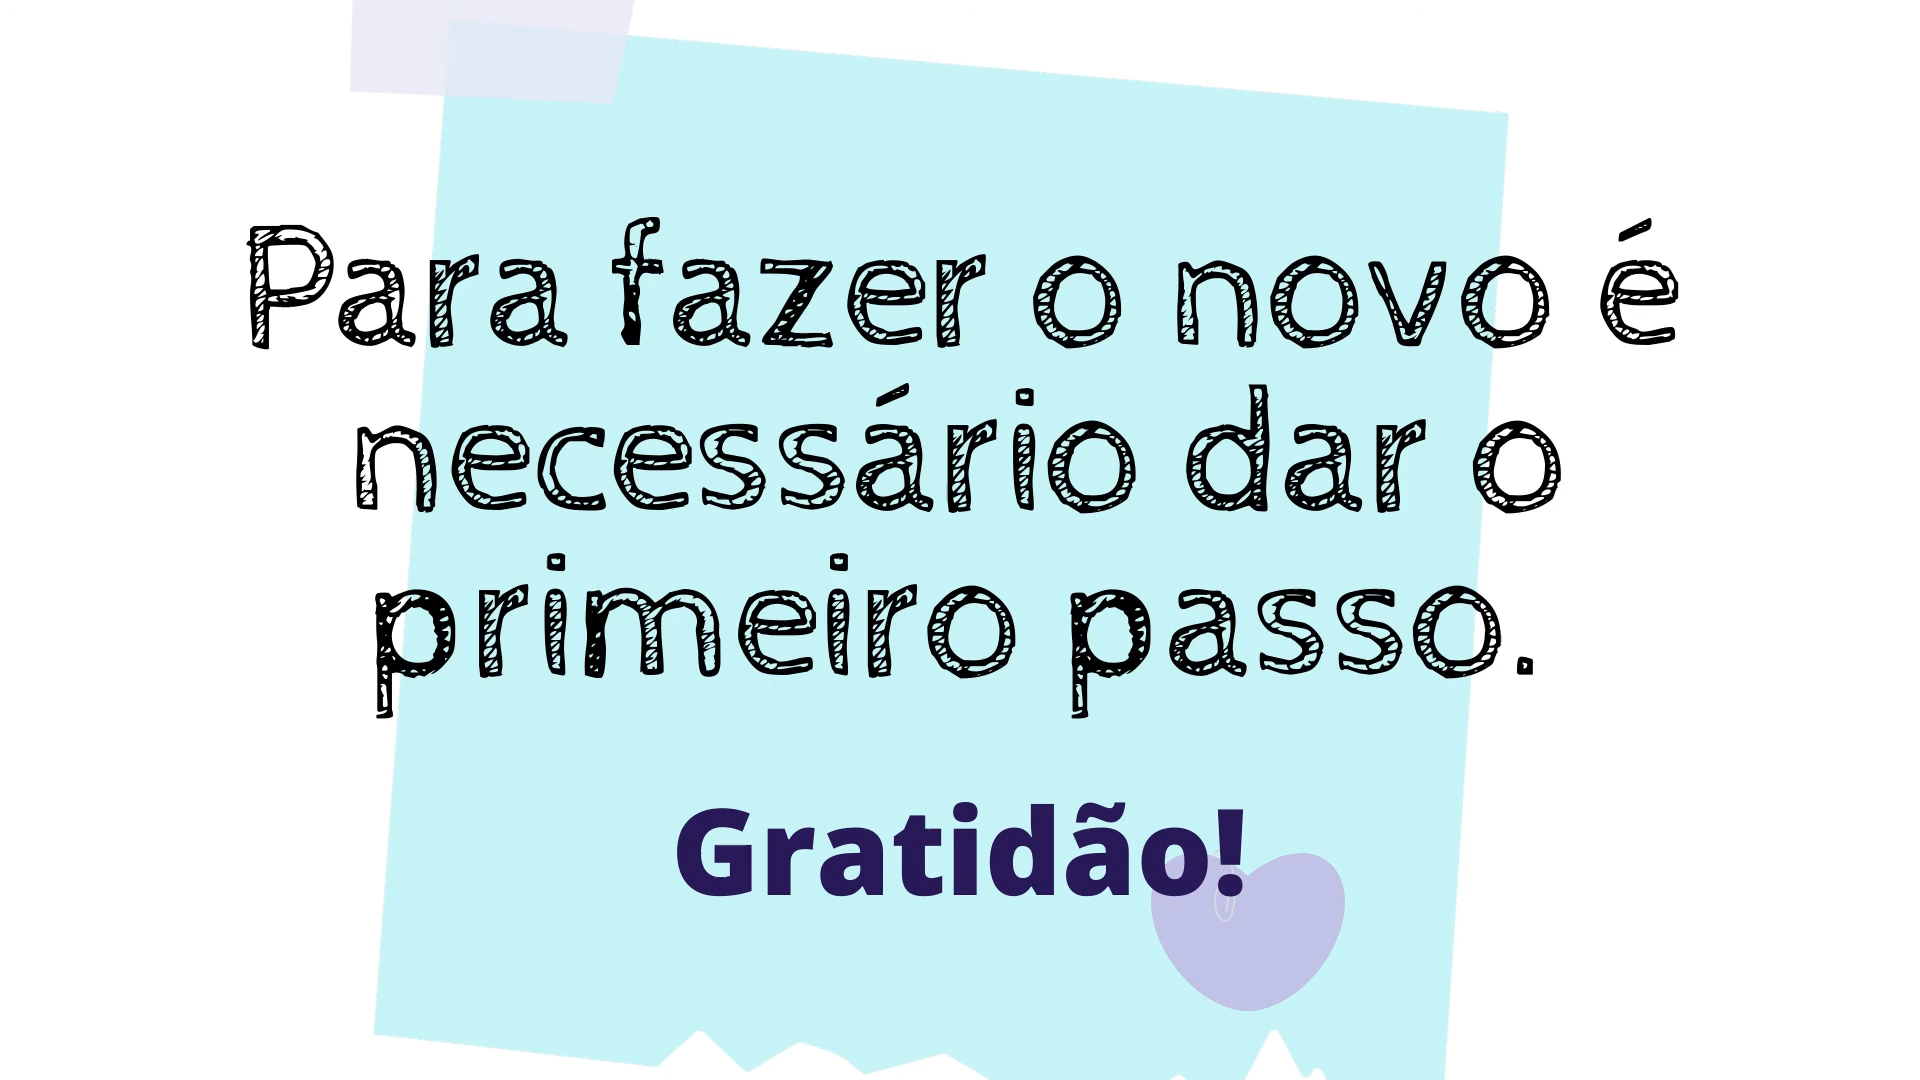 Para fazer o novo é
necessário dar o
primeiro passo.
Gratidão!